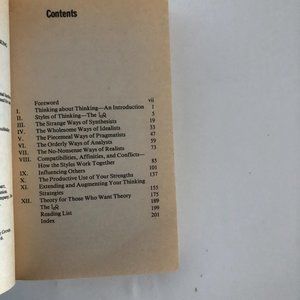 Contents
Foreword vii
I. Thinking about Thinking—An Introduction 1
II. Styles of Thinking—The InQ 5
III. The Strange Ways of Synthesists 19
IV. The Wholesome Ways of Idealists 33
V. The Piecemeal Ways of Pragmatists 47
VI. The Orderly Ways of Analysts 59
VII. The No-Nonsense Ways of Realists 73
VIII. Compatibilities, Affinities, and Conflicts—
How the Styles Work Together 85
IX. Influencing Others 101
X. The Productive Use of Your Strengths 137
XI. Extending and Augmenting Your Thinking
Strategies 155
XII. Theory for Those Who Want Theory 175
The InQ 189
Reading List 199
Index 201